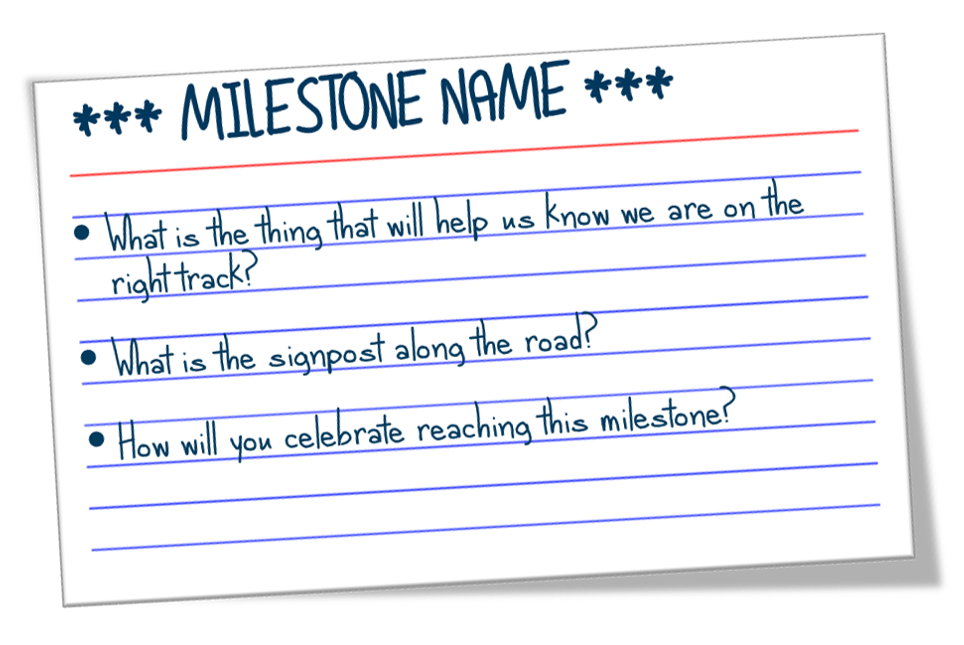 *** MILESTONE NAME ***
• What is the thing that will help us know we are on the
right track?
• What is the signpost along the road?
• How will you celebrate reaching this milestone?